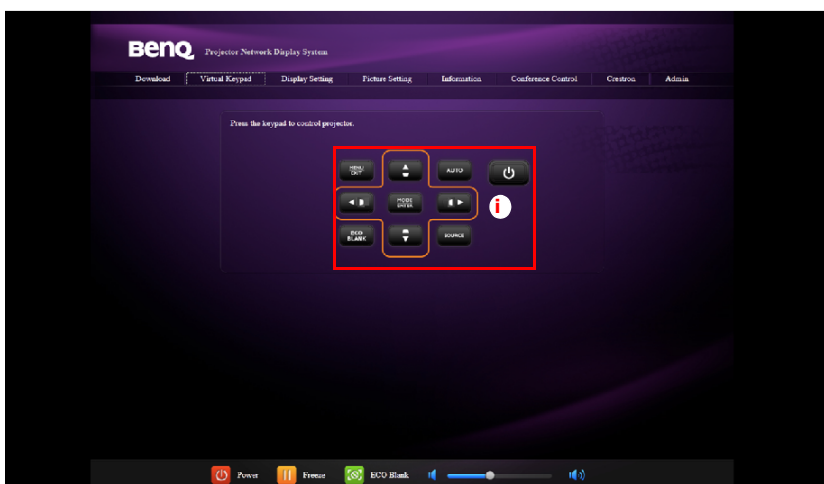 BenQ Projector Network Display System
Download Virtual Keypad Display Setting Picture Setting Information Conference Control Crestron Admin
Press the keypad to control projector.
MENU
EXIT
AUTO
MODE
ENTER
i
ECO
BLANK
SOURCE
Power Freeze ECO Blank